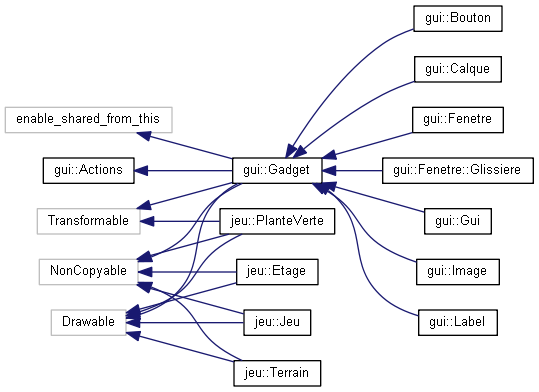 gui::Bouton
gui::Calque
enable_shared_from_this
gui::Fenetre
gui::Actions
gui::Gadget
gui::Fenetre::Glissiere
Transformable
jeu::PlanteVerte
gui::Gui
NonCopyable
jeu::Etage
gui::Image
Drawable
jeu::Jeu
gui::Label
jeu::Terrain